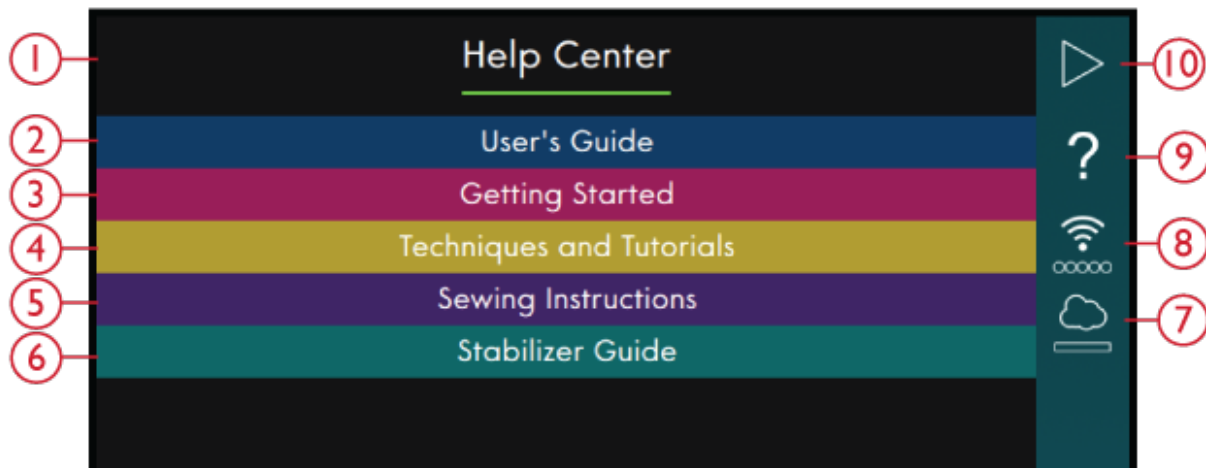 1
Help Center
10
2
User's Guide
?
9
3
Getting Started
4
Techniques and Tutorials
8
5
Sewing Instructions
7
6
Stabilizer Guide